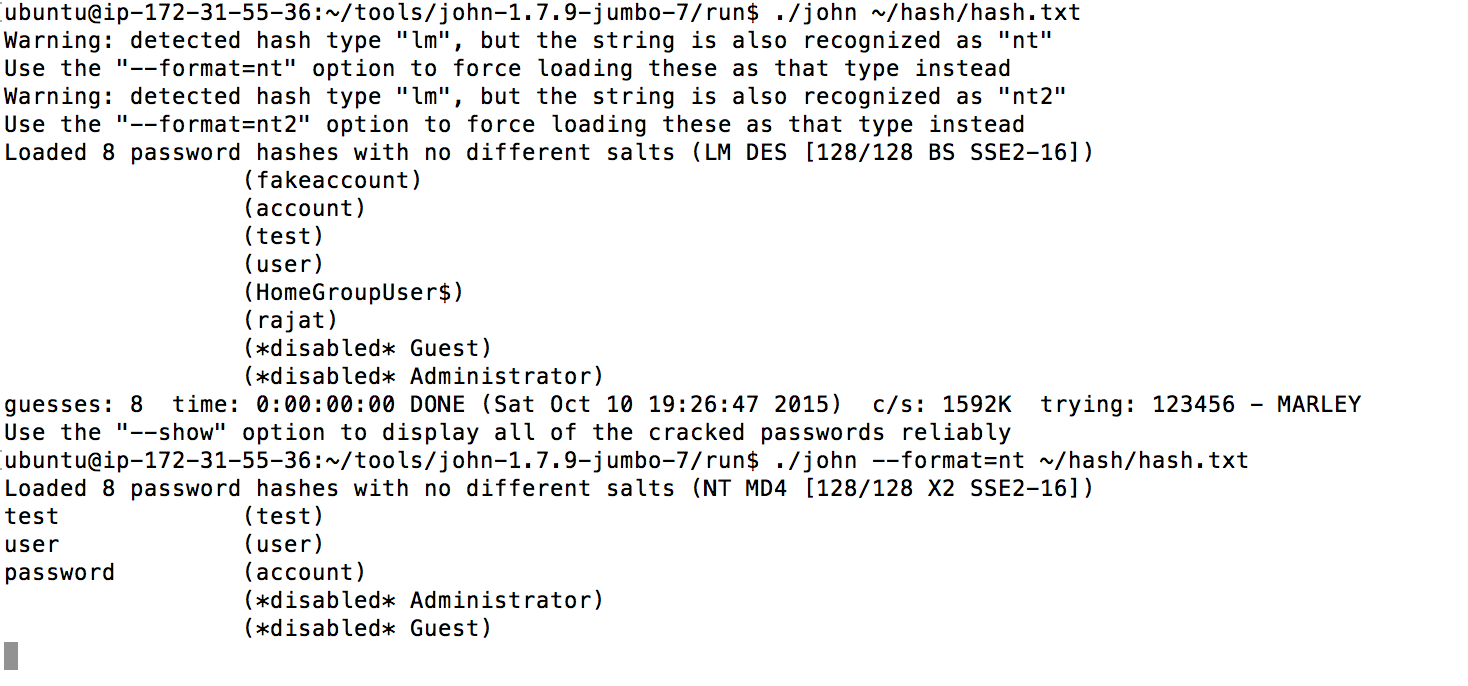 ubuntu@ip-172-31-55-36:~/tools/john-1.7.9-jumbo-7/run$ ./john ~/hash/hash.txt
Warning: detected hash type "lm", but the string is also recognized as "nt"
Use the "--format=nt" option to force loading these as that type instead
Warning: detected hash type "lm", but the string is also recognized as "nt2"
Use the "--format=nt2" option to force loading these as that type instead
Loaded 8 password hashes with no different salts (LM DES [128/128 BS SSE2-16])
                 (fakeaccount)
                 (account)
                 (test)
                 (user)
                 (HomeGroupUser$)
                 (rajat)
                 (*disabled* Guest)
                 (*disabled* Administrator)
guesses: 8  time: 0:00:00:00 DONE (Sat Oct 10 19:26:47 2015)  c/s: 1592K  trying: 123456 - MARLEY
Use the "--show" option to display all of the cracked passwords reliably
ubuntu@ip-172-31-55-36:~/tools/john-1.7.9-jumbo-7/run$ ./john --format=nt ~/hash/hash.txt
Loaded 8 password hashes with no different salts (NT MD4 [128/128 X2 SSE2-16])
test             (test)
user             (user)
password         (account)
                 (*disabled* Administrator)
                 (*disabled* Guest)